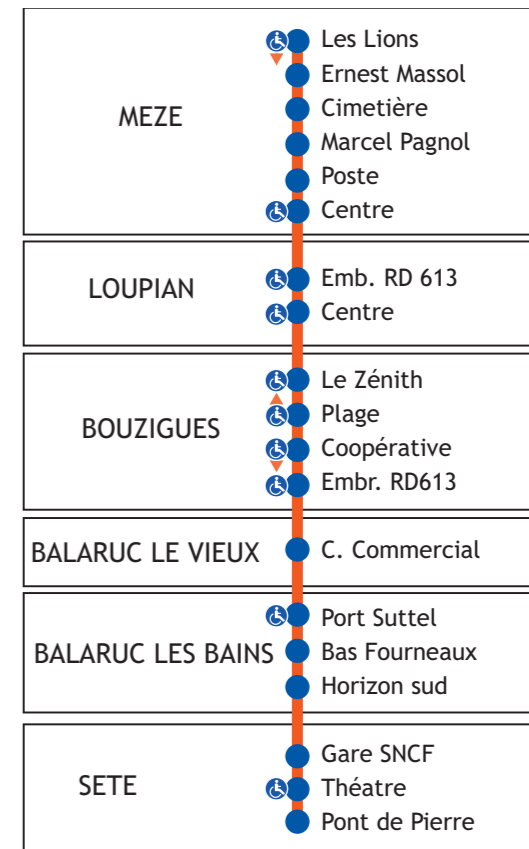 MEZE
Les Lions
Ernest Massol
Cimetière
Marcel Pagnol
Poste
Centre
LOUPIAN
Emb. RD 613
Centre
BOUZIGUES
Le Zénith
Plage
Coopérative
Embr. RD613
BALARUC LE VIEUX
C. Commercial
BALARUC LES BAINS
Port Suttel
Bas Fourneaux
Horizon sud
SETE
Gare SNCF
Théatre
Pont de Pierre